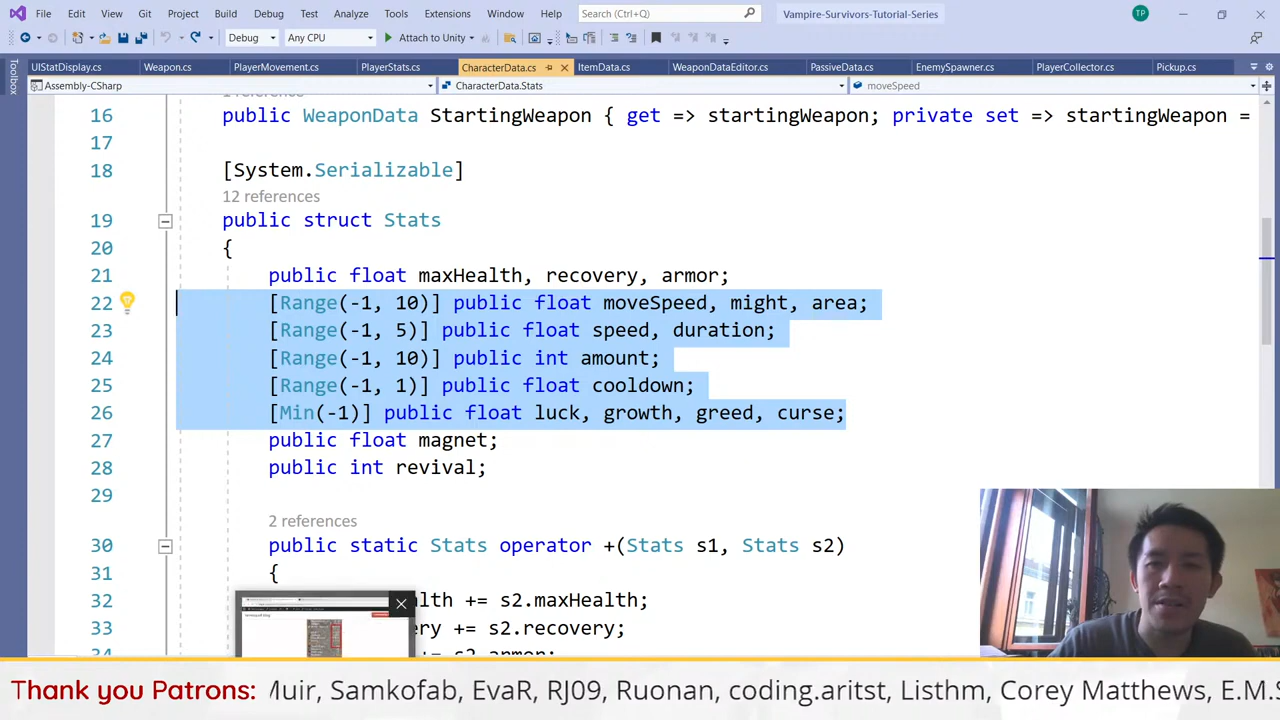 File Edit View Git Project Build Debug Test Analyze Tools Extensions Window Help Search (Ctrl+Q) Vampire-Survivors-Tutorial-Series TP
Debug Any CPU Attach to Unity
UIStatDisplay.cs Weapon.cs PlayerMovement.cs PlayerStats.cs CharacterData.cs ItemData.cs WeaponDataEditor.cs PassiveData.cs EnemySpawner.cs PlayerCollector.cs Pickup.cs
Toolbox
Assembly-CSharp CharacterData.Stats moveSpeed
16 public WeaponData StartingWeapon { get => startingWeapon; private set => startingWeapon =
17
18 [System.Serializable]
12 references
19 public struct Stats
20 {
21 public float maxHealth, recovery, armor;
22 [Range(-1, 10)] public float moveSpeed, might, area;
23 [Range(-1, 5)] public float speed, duration;
24 [Range(-1, 10)] public int amount;
25 [Range(-1, 1)] public float cooldown;
26 [Min(-1)] public float luck, growth, greed, curse;
27 public float magnet;
28 public int revival;
29
2 references
30 public static Stats operator +(Stats s1, Stats s2)
31 {
32 lth += s2.maxHealth;
33 ry += s2.recovery;
34 += s2.armor;
Thank you Patrons: Muir, Samkofab, EvaR, RJ09, Ruonan, coding.aritst, Listhm, Corey Matthews, E.M.S